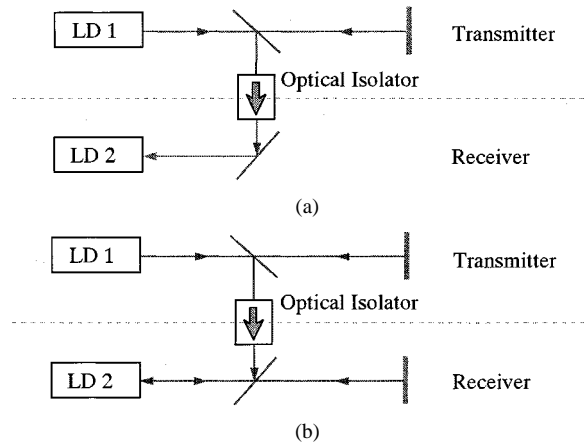 LD 1
Transmitter
Optical Isolator
LD 2
Receiver
(a)
LD 1
Transmitter
Optical Isolator
LD 2
Receiver
(b)